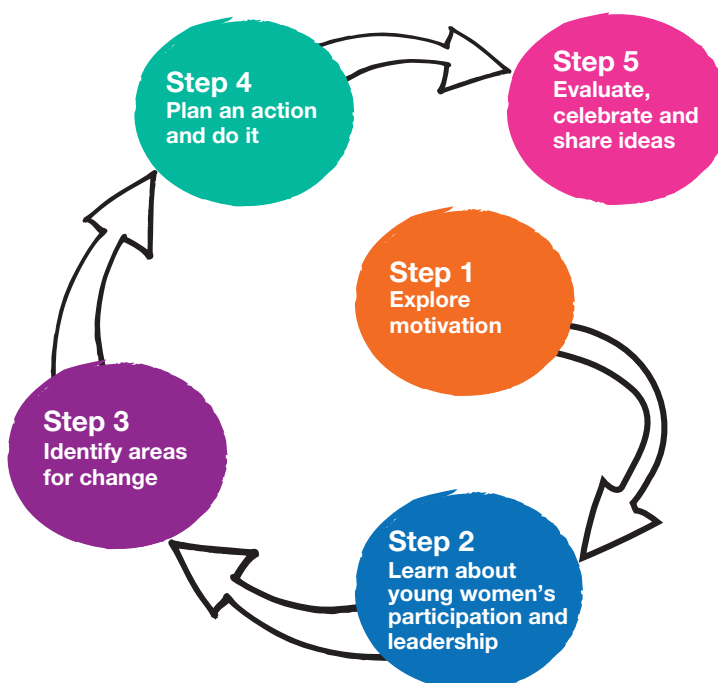 Step 1
Explore
motivation
Step 2
Learn about
young women’s
participation and
leadership
Step 3
Identify areas
for change
Step 4
Plan an action
and do it
Step 5
Evaluate,
celebrate and
share ideas